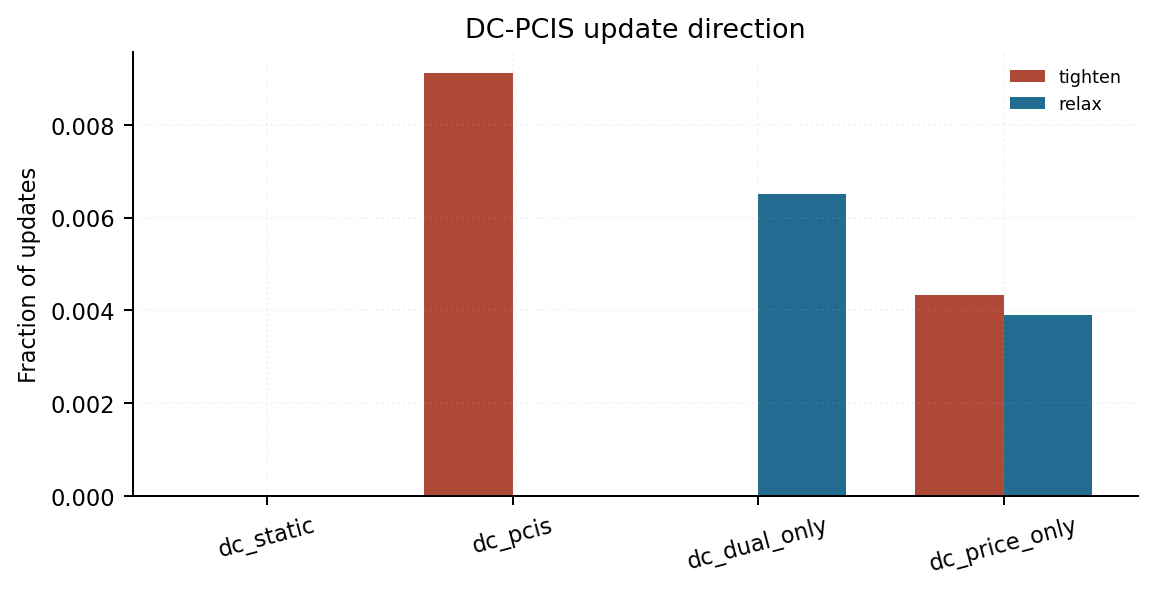 DC-PCIS update direction
tighten
relax
Fraction of updates
0.008
0.006
0.004
0.002
0.000
dc_static
dc_pcis
dc_dual_only
dc_price_only